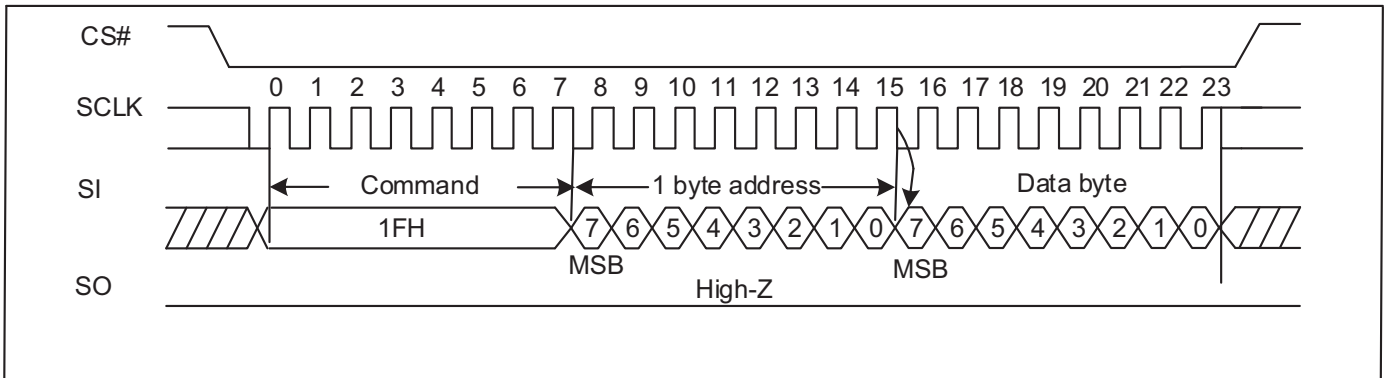 CS#
0 1 2 3 4 5 6 7 8 9 10 11 12 13 14 15 16 17 18 19 20 21 22 23
SCLK
SI Command 1 byte address Data byte
1FH 7 6 5 4 3 2 1 0 7 6 5 4 3 2 1 0
MSB MSB
SO High-Z